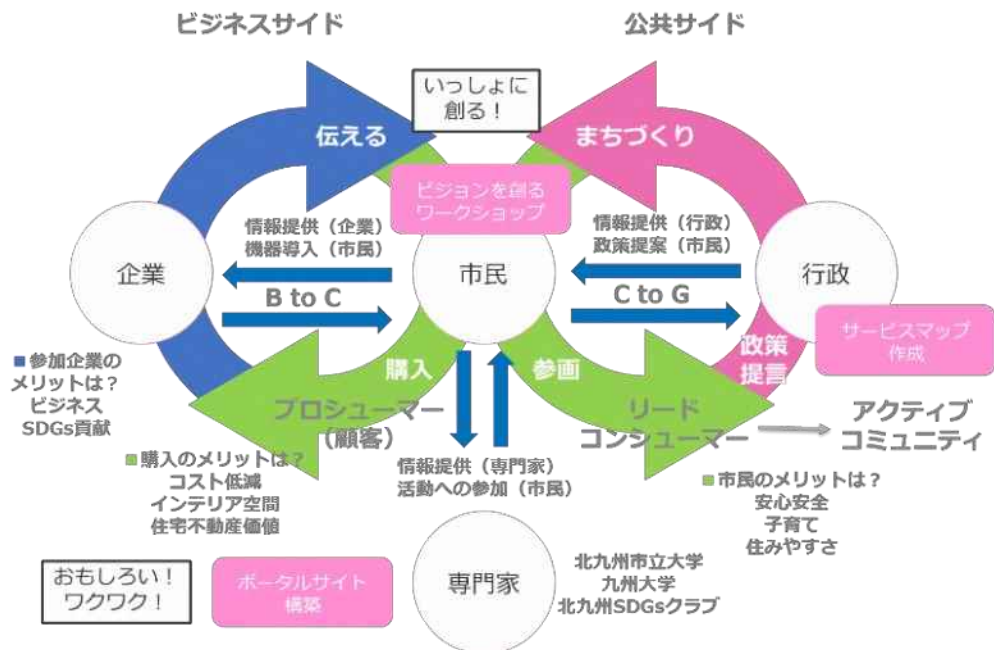 ビジネスサイド
公共サイド
いっしょに
創る！
伝える
まちづくり
ビジョンを創る
ワークショップ
情報提供（企業）
機器導入（市民）
情報提供（行政）
政策提案（市民）
企業
市民
行政
B to C
C to G
サービスマップ
作成
■参加企業の
メリットは？
ビジネス
SDGs貢献
購入
参画
政策
提言
プロシューマー
（顧客）
リード
コンシューマー
アクティブ
コミュニティ
■購入のメリットは？
コスト低減
インテリア空間
住宅不動産価値
情報提供（専門家）
活動への参加（市民）
■市民のメリットは？
安心安全
子育て
住みやすさ
おもしろい！
ワクワク！
ポータルサイト
構築
専門家
北九州市立大学
九州大学
北九州SDGsクラブ